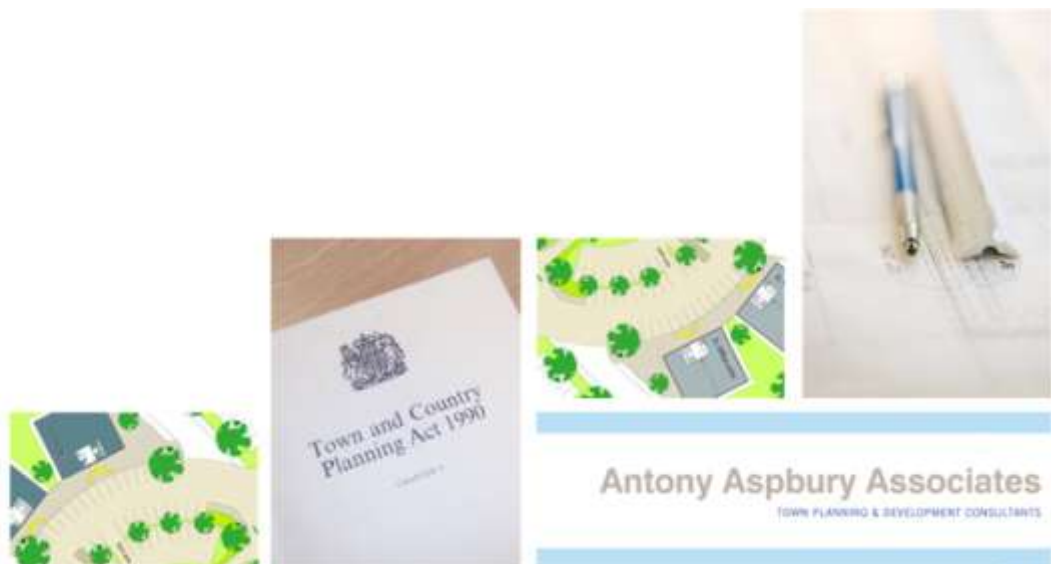 Town and Country
Planning Act 1990
Antony Aspbury Associates
TOWN PLANNING & DEVELOPMENT CONSULTANTS